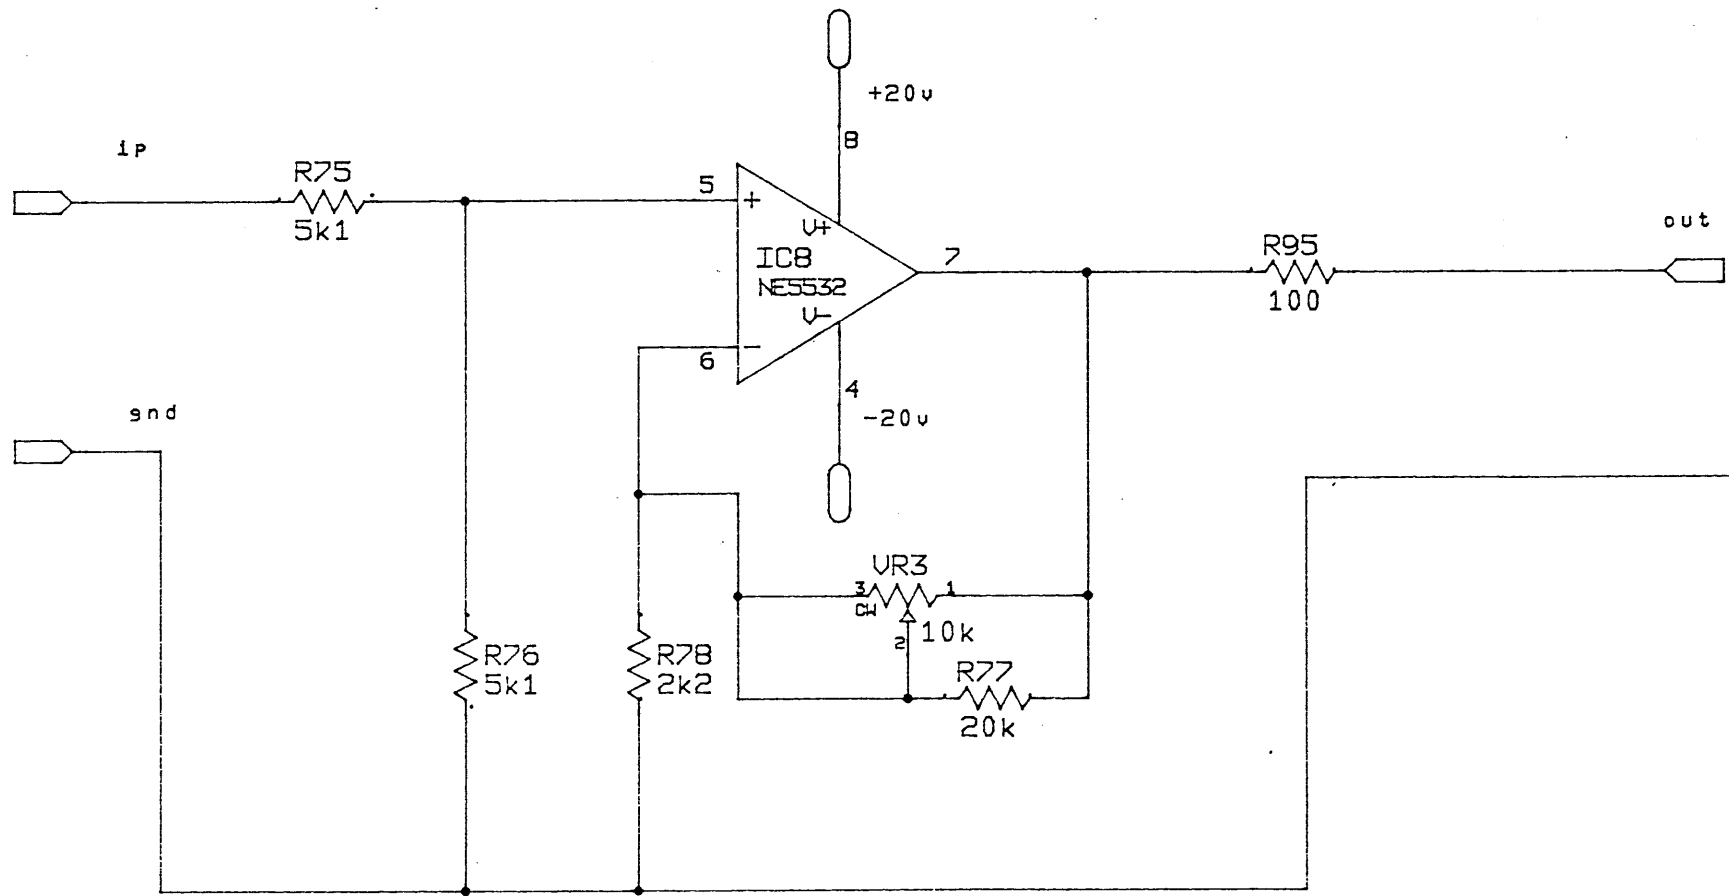 +20v
8
ip
R75
5k1
5
+
V+
IC8
NE5532
V-
7
R95
100
out
6
-
4
-20v
gnd
VR3
3
1
CW
10k
2
R76
5k1
R78
2k2
R77
20k